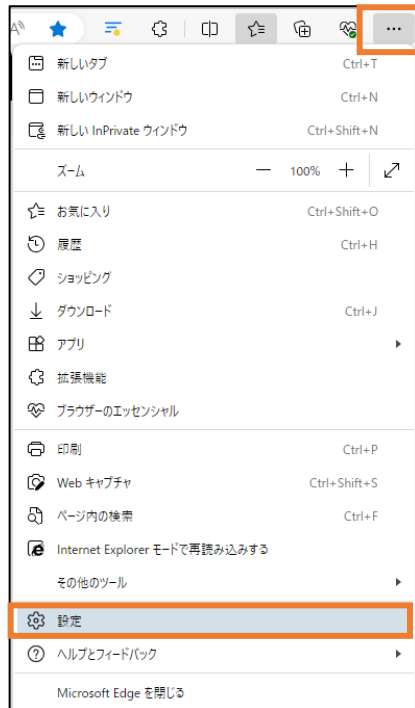 新しいタブ Ctrl+T
新しいウィンドウ Ctrl+N
新しい InPrivate ウィンドウ Ctrl+Shift+N
ズーム 100%
お気に入り Ctrl+Shift+O
履歴 Ctrl+H
ショッピング
ダウンロード Ctrl+J
アプリ
拡張機能
ブラウザーのエッセンシャル
印刷 Ctrl+P
Web キャプチャ Ctrl+Shift+S
ページ内の検索 Ctrl+F
Internet Explorer モードで再読み込みする
その他のツール
設定
ヘルプとフィードバック
Microsoft Edge を閉じる